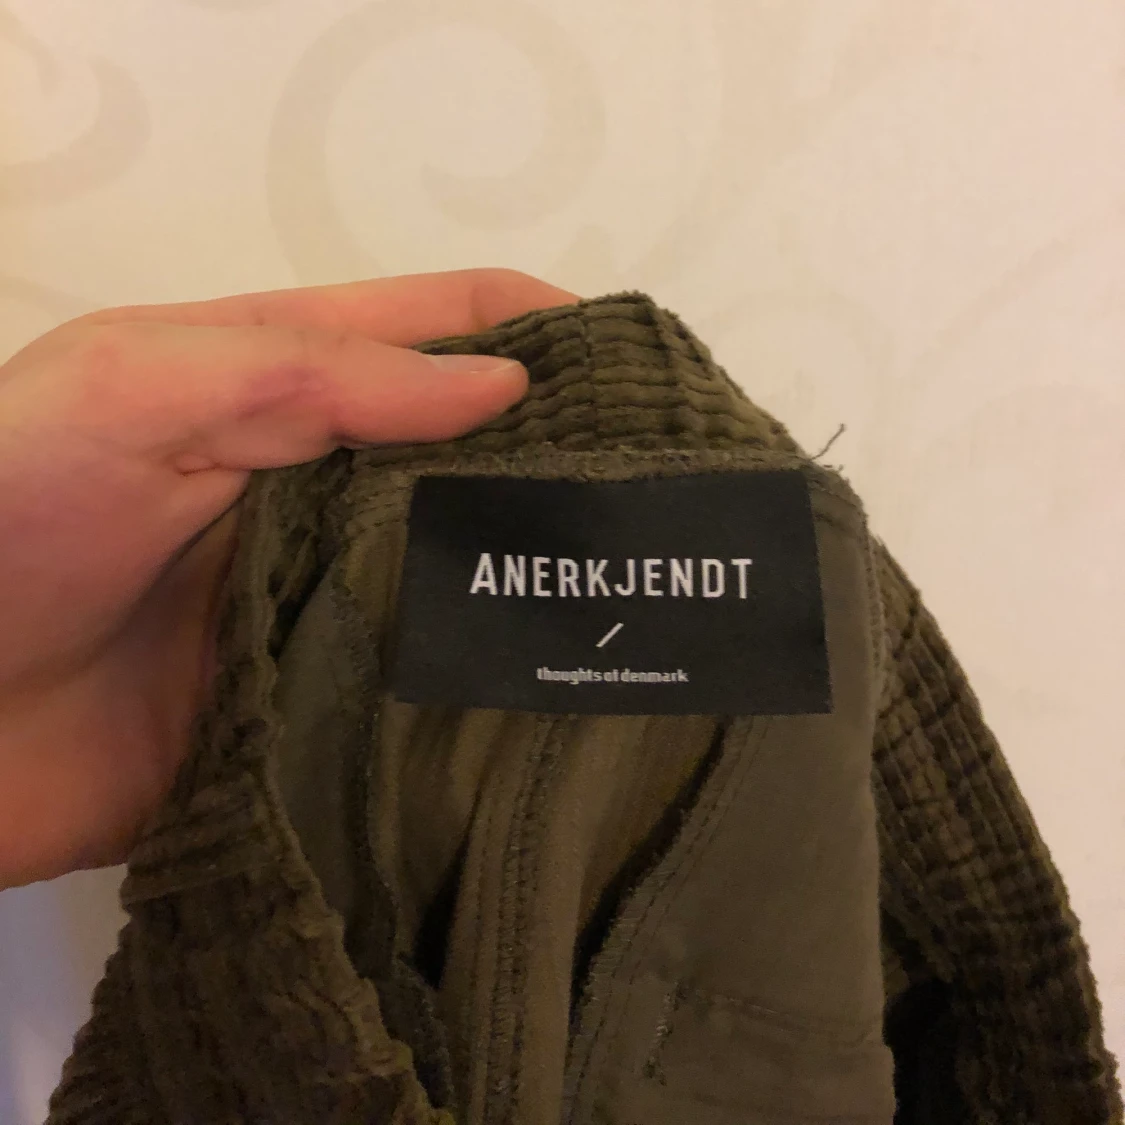 ANERKJENDT
/
thoughts of denmark